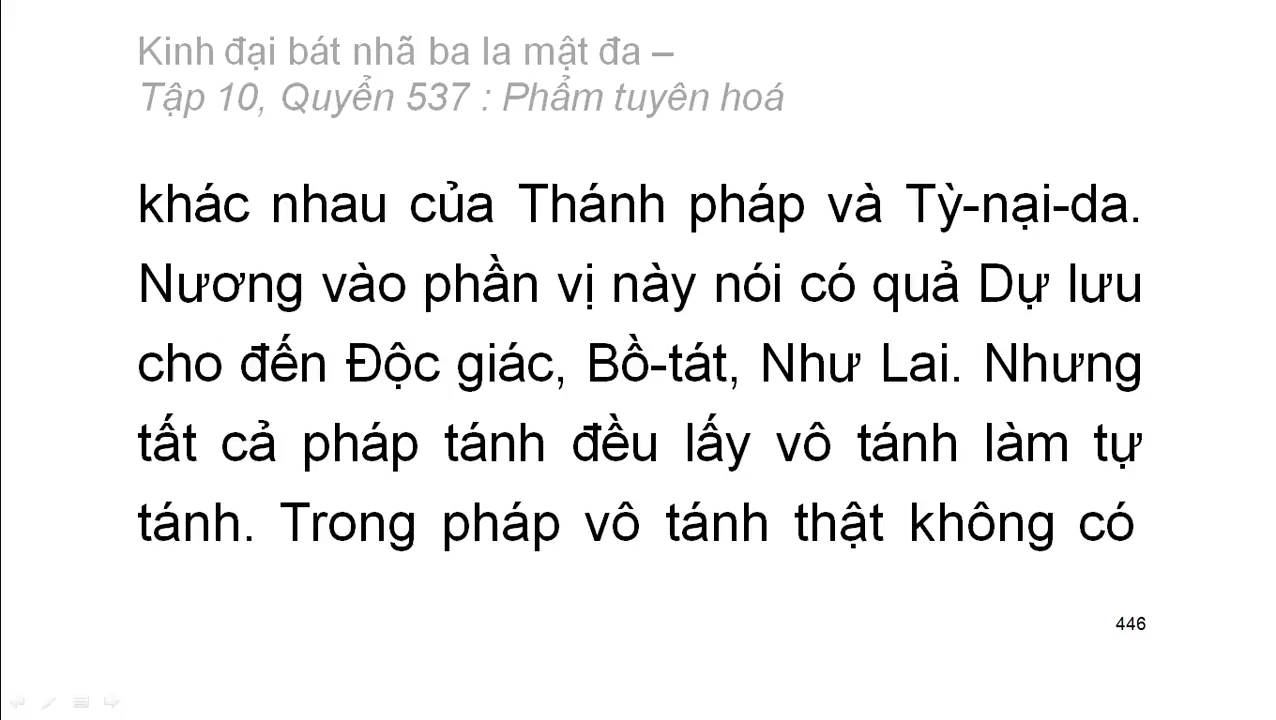 Kinh đại bát nhã ba la mật đa –
Tập 10, Quyển 537 : Phẩm tuyên hoá
khác nhau của Thánh pháp và Tỳ-nại-da.
Nương vào phần vị này nói có quả Dự lưu
cho đến Độc giác, Bồ-tát, Như Lai. Nhưng
tất cả pháp tánh đều lấy vô tánh làm tự
tánh. Trong pháp vô tánh thật không có
446